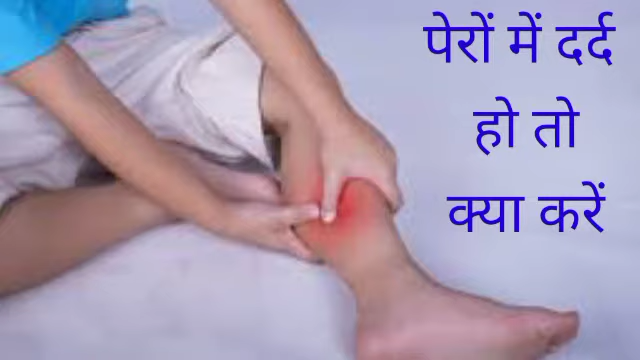 पेरों में दर्द
हो तो
क्या करें